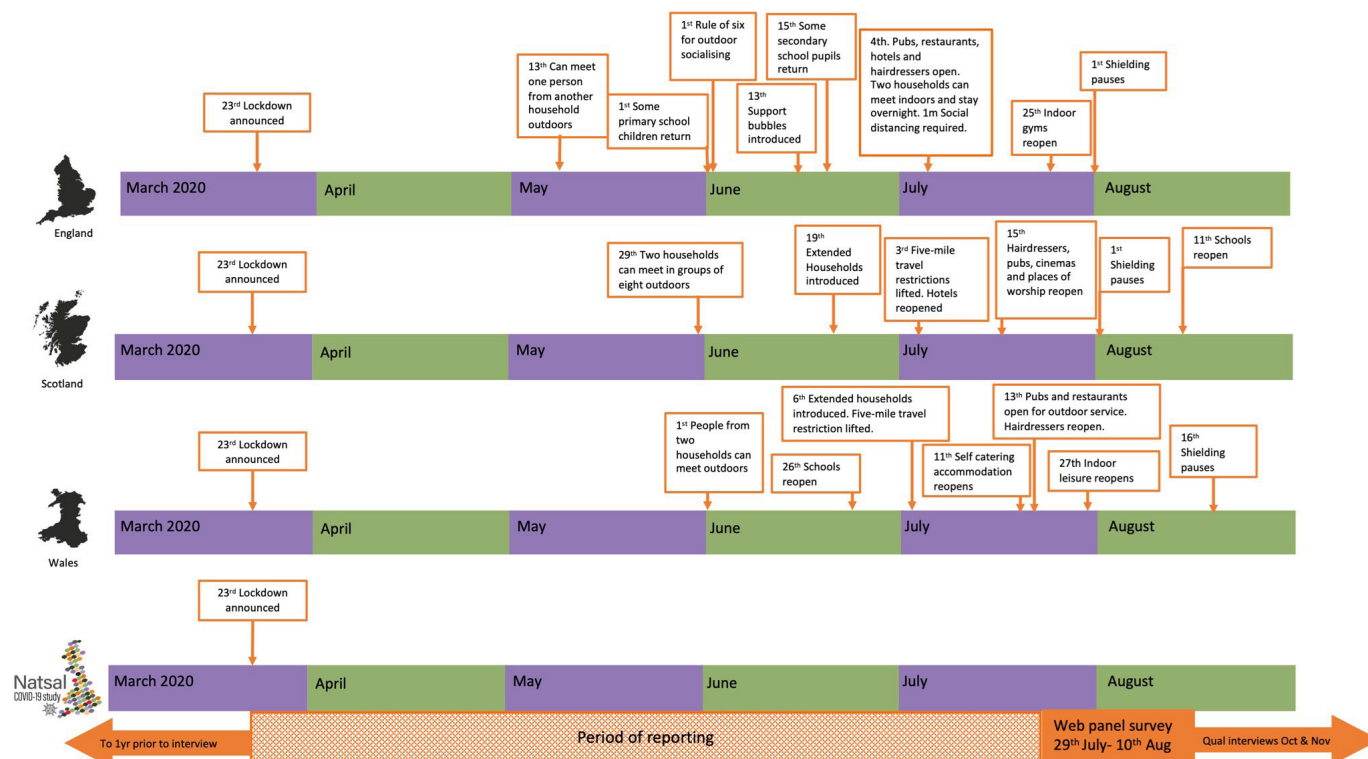 23rd Lockdown
announced
13th Can meet
one person
from another
household
outdoors
1st Some
primary school
children return
1st Rule of six
for outdoor
socialising
13th
Support
bubbles
introduced
15th Some
secondary
school pupils
return
4th. Pubs, restaurants,
hotels and
hairdressers open.
Two households can
meet indoors and stay
overnight. 1m Social
distancing required.
25th Indoor
gyms
reopen
1st Shielding
pauses
March 2020
April
May
June
July
August
England
23rd Lockdown
announced
29th Two households
can meet in groups of
eight outdoors
19th
Extended
Households
introduced
3rd Five-mile
travel
restrictions
lifted. Hotels
reopened
15th
Hairdressers,
pubs, cinemas
and places of
worship reopen
1st
Shielding
pauses
11th Schools
reopen
March 2020
April
May
June
July
August
Scotland
23rd Lockdown
announced
1st People from
two
households can
meet outdoors
26th Schools
reopen
6th Extended households
introduced. Five-mile travel
restriction lifted.
11th Self catering
accommodation
reopens
13th Pubs and restaurants
open for outdoor service.
Hairdressers reopen.
27th Indoor
leisure reopens
16th
Shielding
pauses
March 2020
April
May
June
July
August
Wales
23rd Lockdown
announced
Natsal
COVID-19 study
March 2020
April
May
June
July
August
To 1yr prior to interview
Period of reporting
Web panel survey
29th July- 10th Aug
Qual interviews Oct & Nov